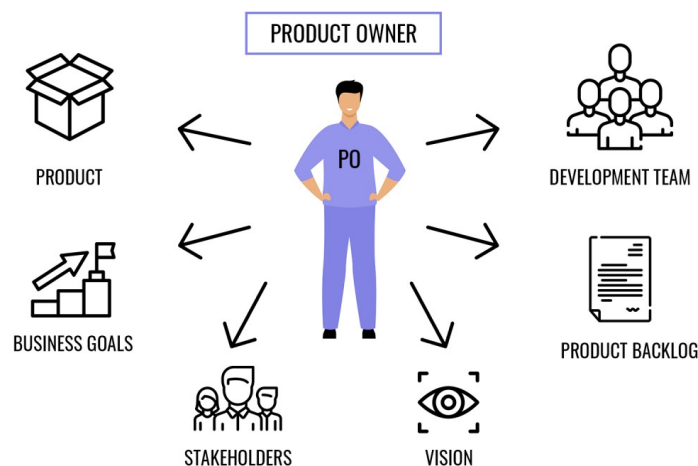 PRODUCT OWNER
PO
PRODUCT
DEVELOPMENT TEAM
BUSINESS GOALS
PRODUCT BACKLOG
STAKEHOLDERS
VISION